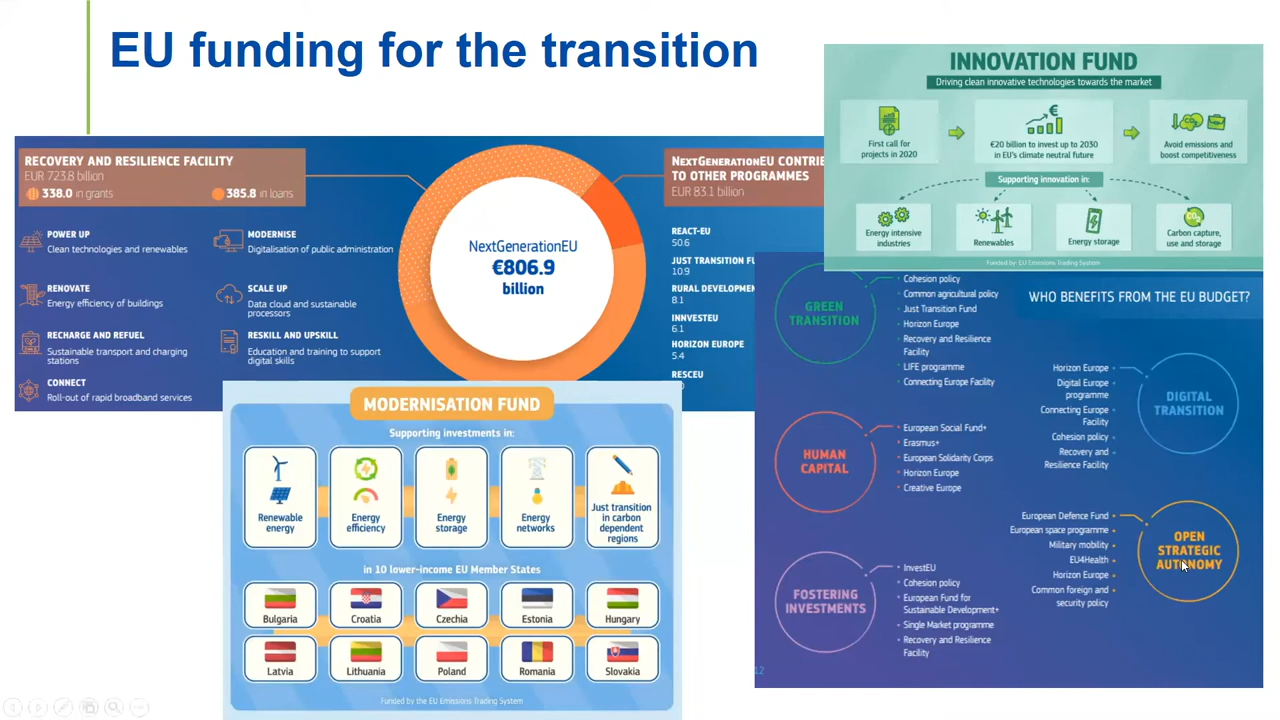 EU funding for the transition
RECOVERY AND RESILIENCE FACILITY
EUR 723.8 billion
338.0 in grants
385.8 in loans
POWER UP
Clean technologies and renewables
RENOVATE
Energy efficiency of buildings
RECHARGE AND REFUEL
Sustainable transport and charging
stations
CONNECT
Roll-out of rapid broadband services
MODERNISE
Digitalisation of public administration
SCALE UP
Data cloud and sustainable
processors
RESKILL AND UPSKILL
Education and training to support
digital skills
NextGenerationEU
€806.9
billion
NEXTGENERATIONEU CONTRIB
TO OTHER PROGRAMMES
EUR 83.1 billion
REACT-EU
50.6
JUST TRANSITION FU
10.9
RURAL DEVELOPMEN
8.1
INNVESTEU
6.1
HORIZON EUROPE
5.4
RESCEU
INNOVATION FUND
Driving clean innovative technologies towards the market
First call for
projects in 2020
€
€20 billion to invest up to 2030
in EU's climate neutral future
CO2
Avoid emissions and
boost competitiveness
Supporting innovation in:
Energy intensive
industries
Renewables
Energy storage
CO2
Carbon capture,
use and storage
Funded by: EU Emissions Trading System
WHO BENEFITS FROM THE EU BUDGET?
GREEN
TRANSITION
Cohesion policy
Common agricultural policy
Just Transition Fund
Horizon Europe
Recovery and Resilience
Facility
LIFE programme
Connecting Europe Facility
DIGITAL
TRANSITION
Horizon Europe
Digital Europe
programme
Connecting Europe
Facility
Cohesion policy
Recovery and
Resilience Facility
HUMAN
CAPITAL
European Social Fund+
Erasmus+
European Solidarity Corps
Horizon Europe
Creative Europe
OPEN
STRATEGIC
AUTONOMY
European Defence Fund
European space programme
Military mobility
EU4Health
Horizon Europe
Common foreign and
security policy
FOSTERING
INVESTMENTS
InvestEU
Cohesion policy
European Fund for
Sustainable Development+
Single Market programme
Recovery and Resilience
Facility
12
MODERNISATION FUND
Supporting investments in:
Renewable
energy
Energy
efficiency
Energy
storage
Energy
networks
Just transition
in carbon
dependent
regions
in 10 lower-income EU Member States
Bulgaria
Croatia
Czechia
Estonia
Hungary
Latvia
Lithuania
Poland
Romania
Slovakia
Funded by the EU Emissions Trading System